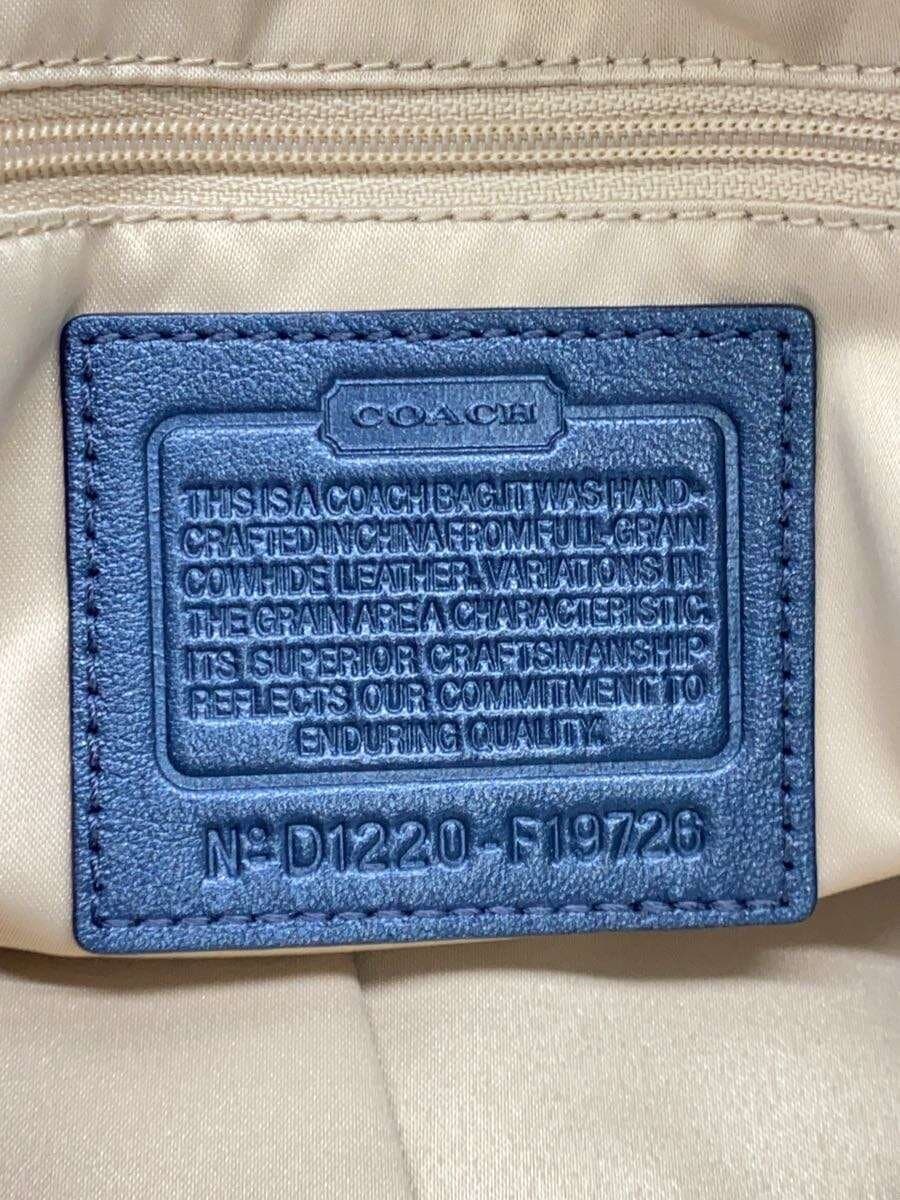 COACH
THIS IS A COACH BAG. IT WAS HAND-
CRAFTED IN CHINA FROM FULL-GRAIN
COWHIDE LEATHER. VARIATIONS IN
THE GRAIN ARE A CHARACTERISTIC.
ITS SUPERIOR CRAFTSMANSHIP
REFLECTS OUR COMMITMENT TO
ENDURING QUALITY.
Nº D1220-F19726